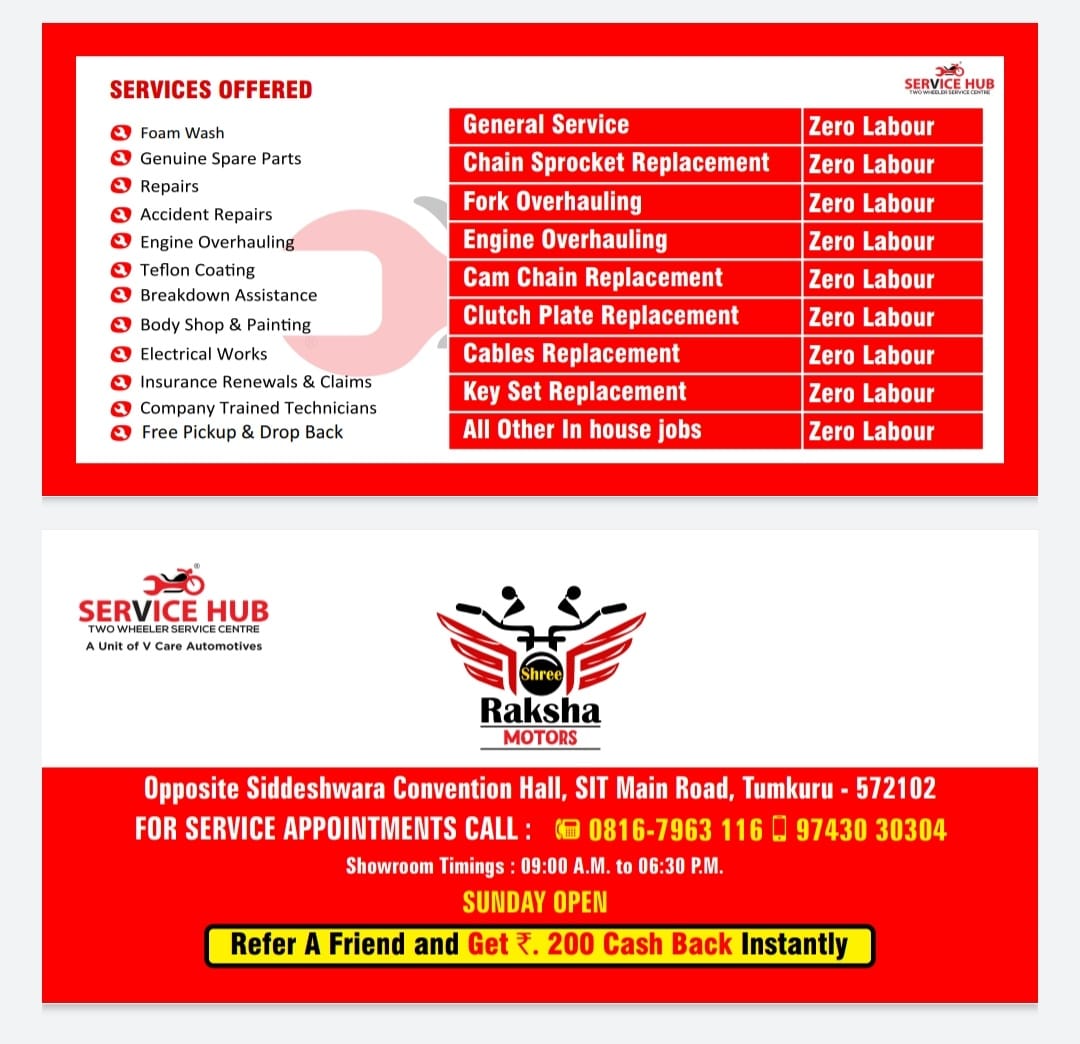 SERVICES OFFERED
Foam Wash
Genuine Spare Parts
Repairs
Accident Repairs
Engine Overhauling
Teflon Coating
Breakdown Assistance
Body Shop & Painting
Electrical Works
Insurance Renewals & Claims
Company Trained Technicians
Free Pickup & Drop Back
SERVICE HUB
TWO WHEELER SERVICE CENTRE
General Service Zero Labour
Chain Sprocket Replacement Zero Labour
Fork Overhauling Zero Labour
Engine Overhauling Zero Labour
Cam Chain Replacement Zero Labour
Clutch Plate Replacement Zero Labour
Cables Replacement Zero Labour
Key Set Replacement Zero Labour
All Other In house jobs Zero Labour
®
SERVICE HUB
TWO WHEELER SERVICE CENTRE
A Unit of V Care Automotives
Shree
Raksha
MOTORS
Opposite Siddeshwara Convention Hall, SIT Main Road, Tumkuru - 572102
FOR SERVICE APPOINTMENTS CALL : 0816-7963 116 97430 30304
Showroom Timings : 09:00 A.M. to 06:30 P.M.
SUNDAY OPEN
Refer A Friend and Get ₹. 200 Cash Back Instantly